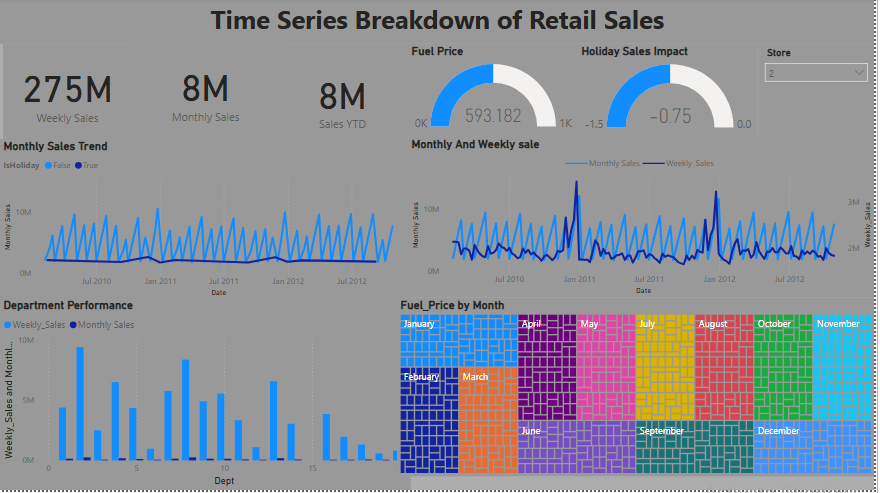 Time Series Breakdown of Retail Sales
275M
Weekly Sales
8M
Monthly Sales
8M
Sales YTD
Fuel Price
593.182
0K
1K
Holiday Sales Impact
-0.75
-1.5
0.0
Store
2
Monthly Sales Trend
IsHoliday False True
Monthly Sales
10M
0M
Jul 2010 Jan 2011 Jul 2011 Jan 2012 Jul 2012
Date
Monthly And Weekly sale
Monthly Sales Weekly_Sales
Monthly Sales
10M
0M
3M
2M
Weekly_Sales
Jul 2010 Jan 2011 Jul 2011 Jan 2012 Jul 2012
Date
Department Performance
Weekly_Sales Monthly Sales
Weekly_Sales and Monthl...
10M
5M
0M
0 5 10 15
Dept
Fuel_Price by Month
January April May July August October November
February March
June September December